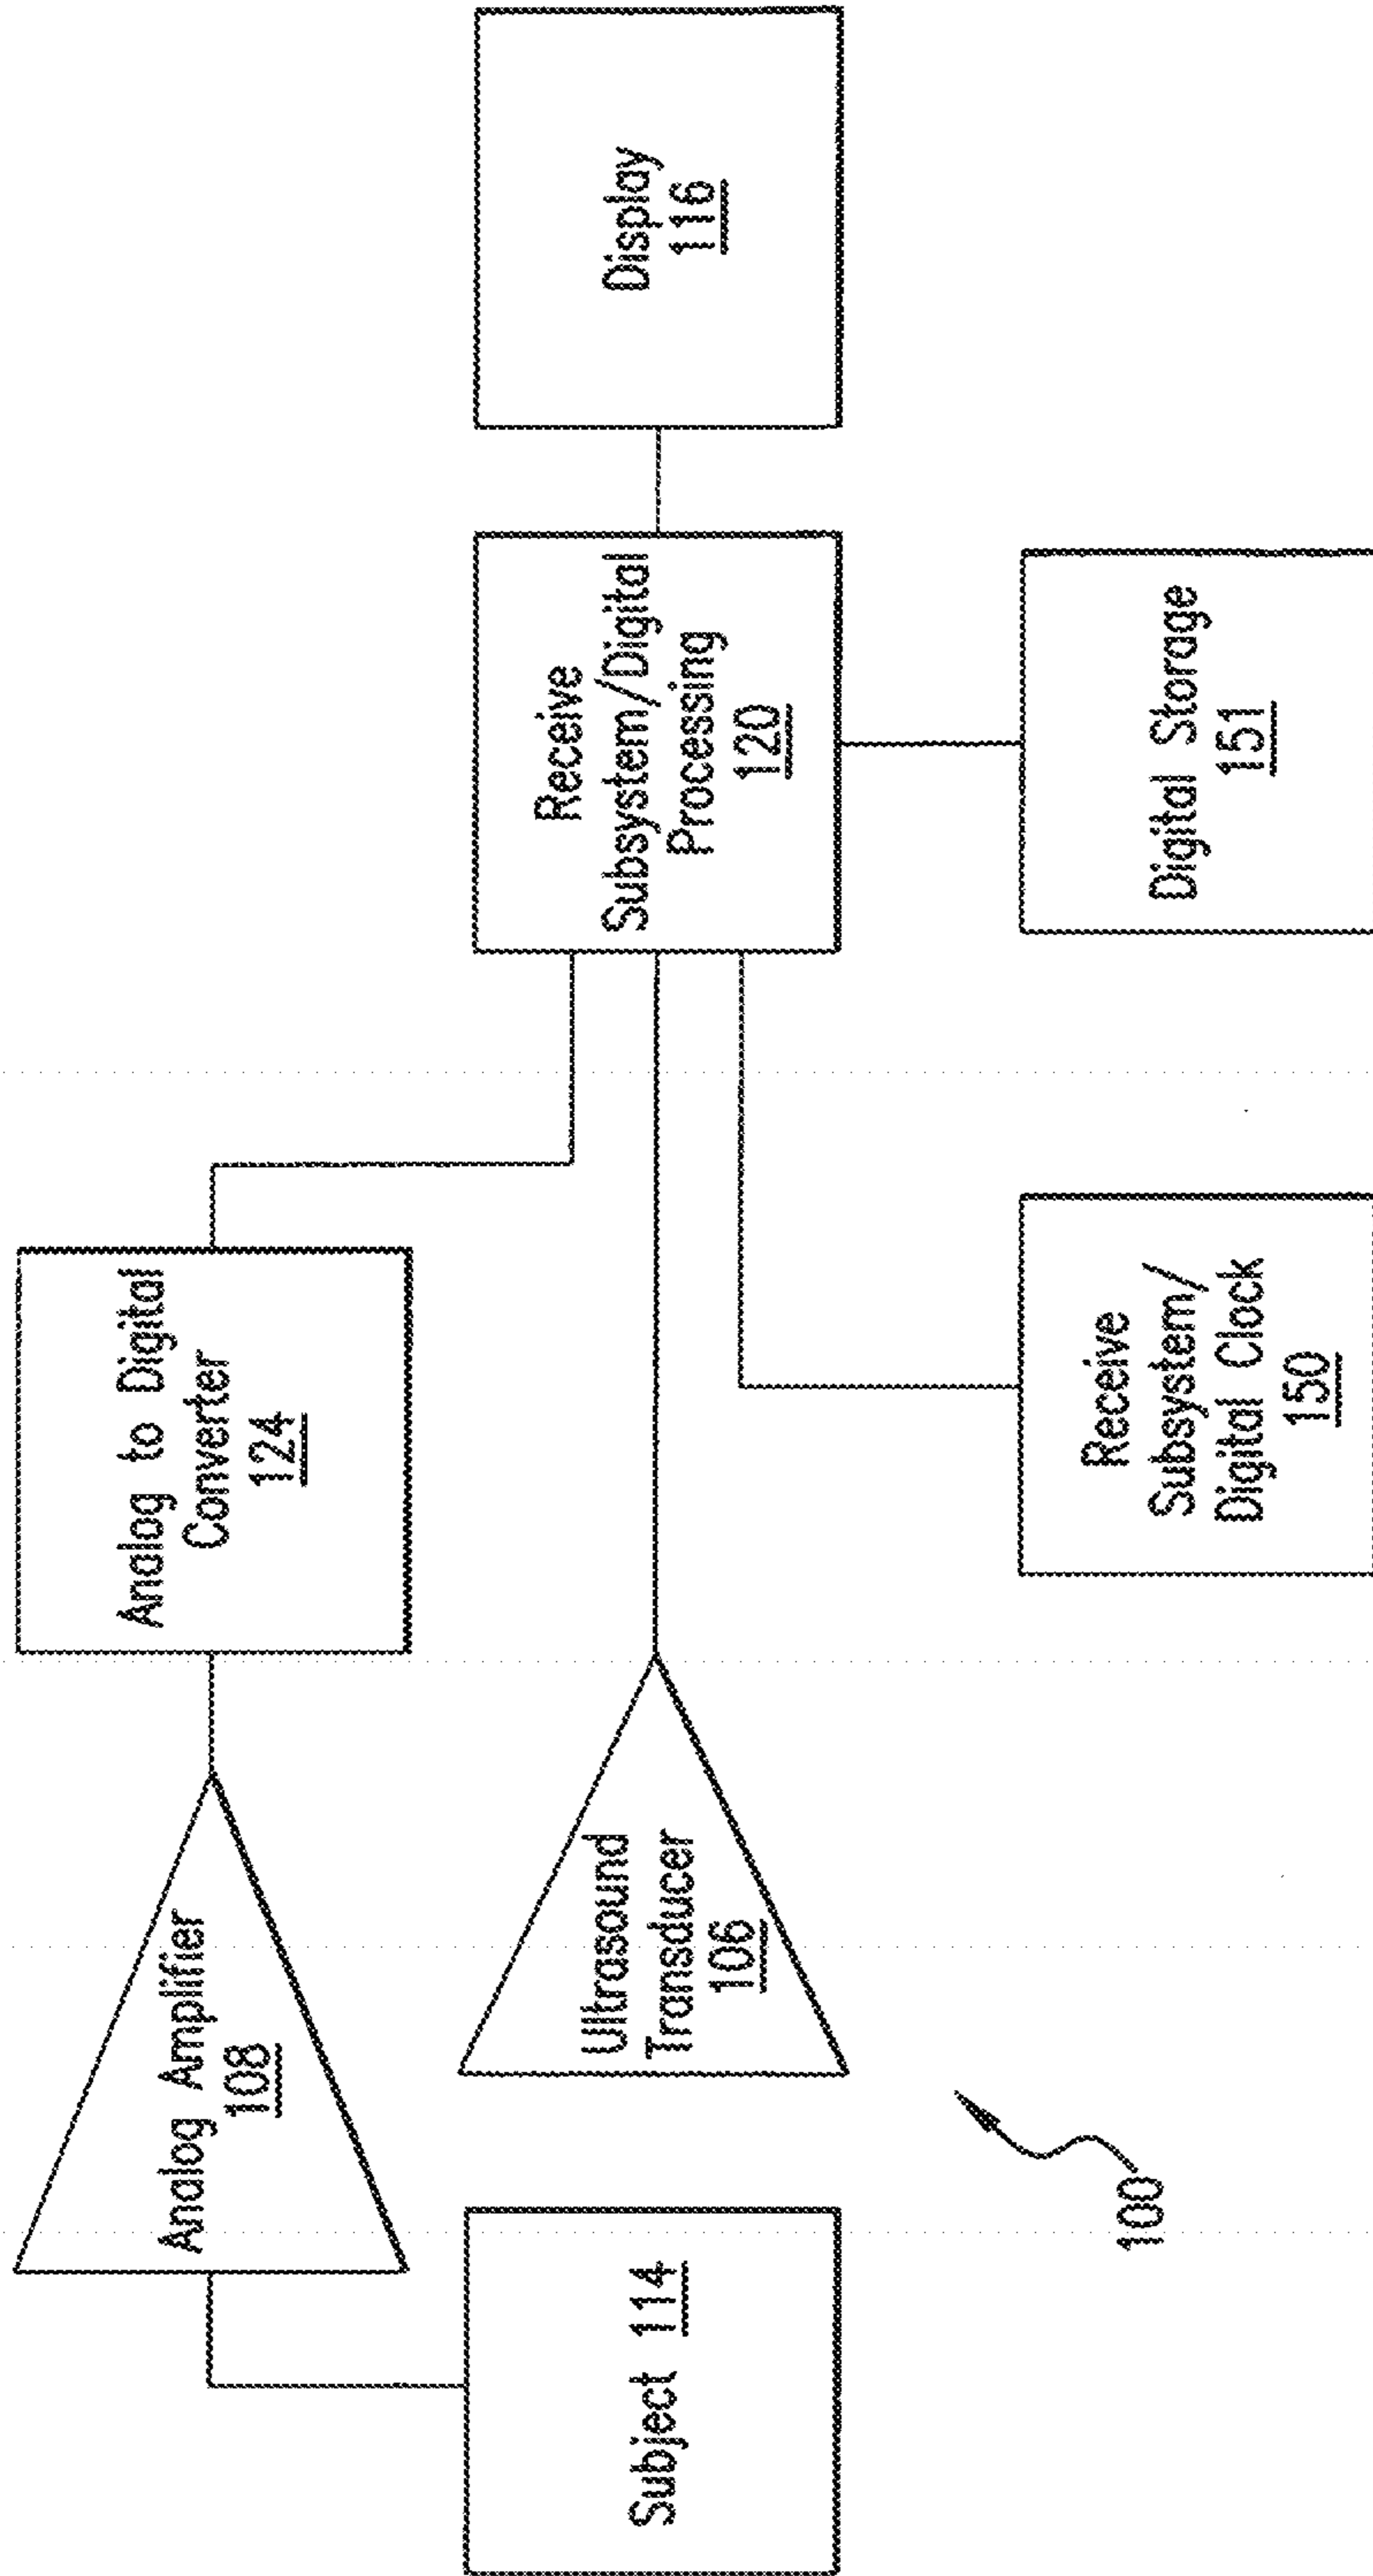 Analog Amplifier
108
Analog to Digital
Converter
124
Subject 114
Ultrasound
Transducer
106
Receive
Subsystem/Digital
Processing
120
Display
116
100
Receive
Subsystem/
Digital Clock
150
Digital Storage
151